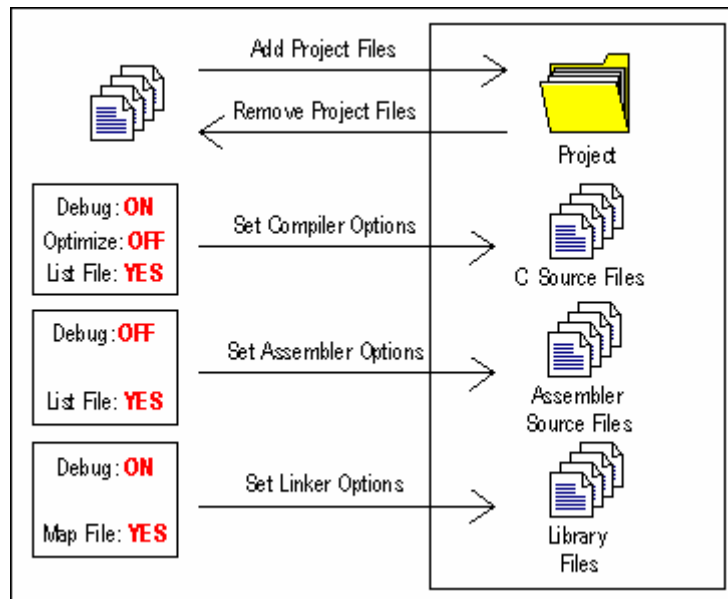 Add Project Files
Remove Project Files
Project
Debug: ON
Optimize: OFF
List File: YES
Set Compiler Options
C Source Files
Debug: OFF
List File: YES
Set Assembler Options
Assembler
Source Files
Debug: ON
Map File: YES
Set Linker Options
Library
Files